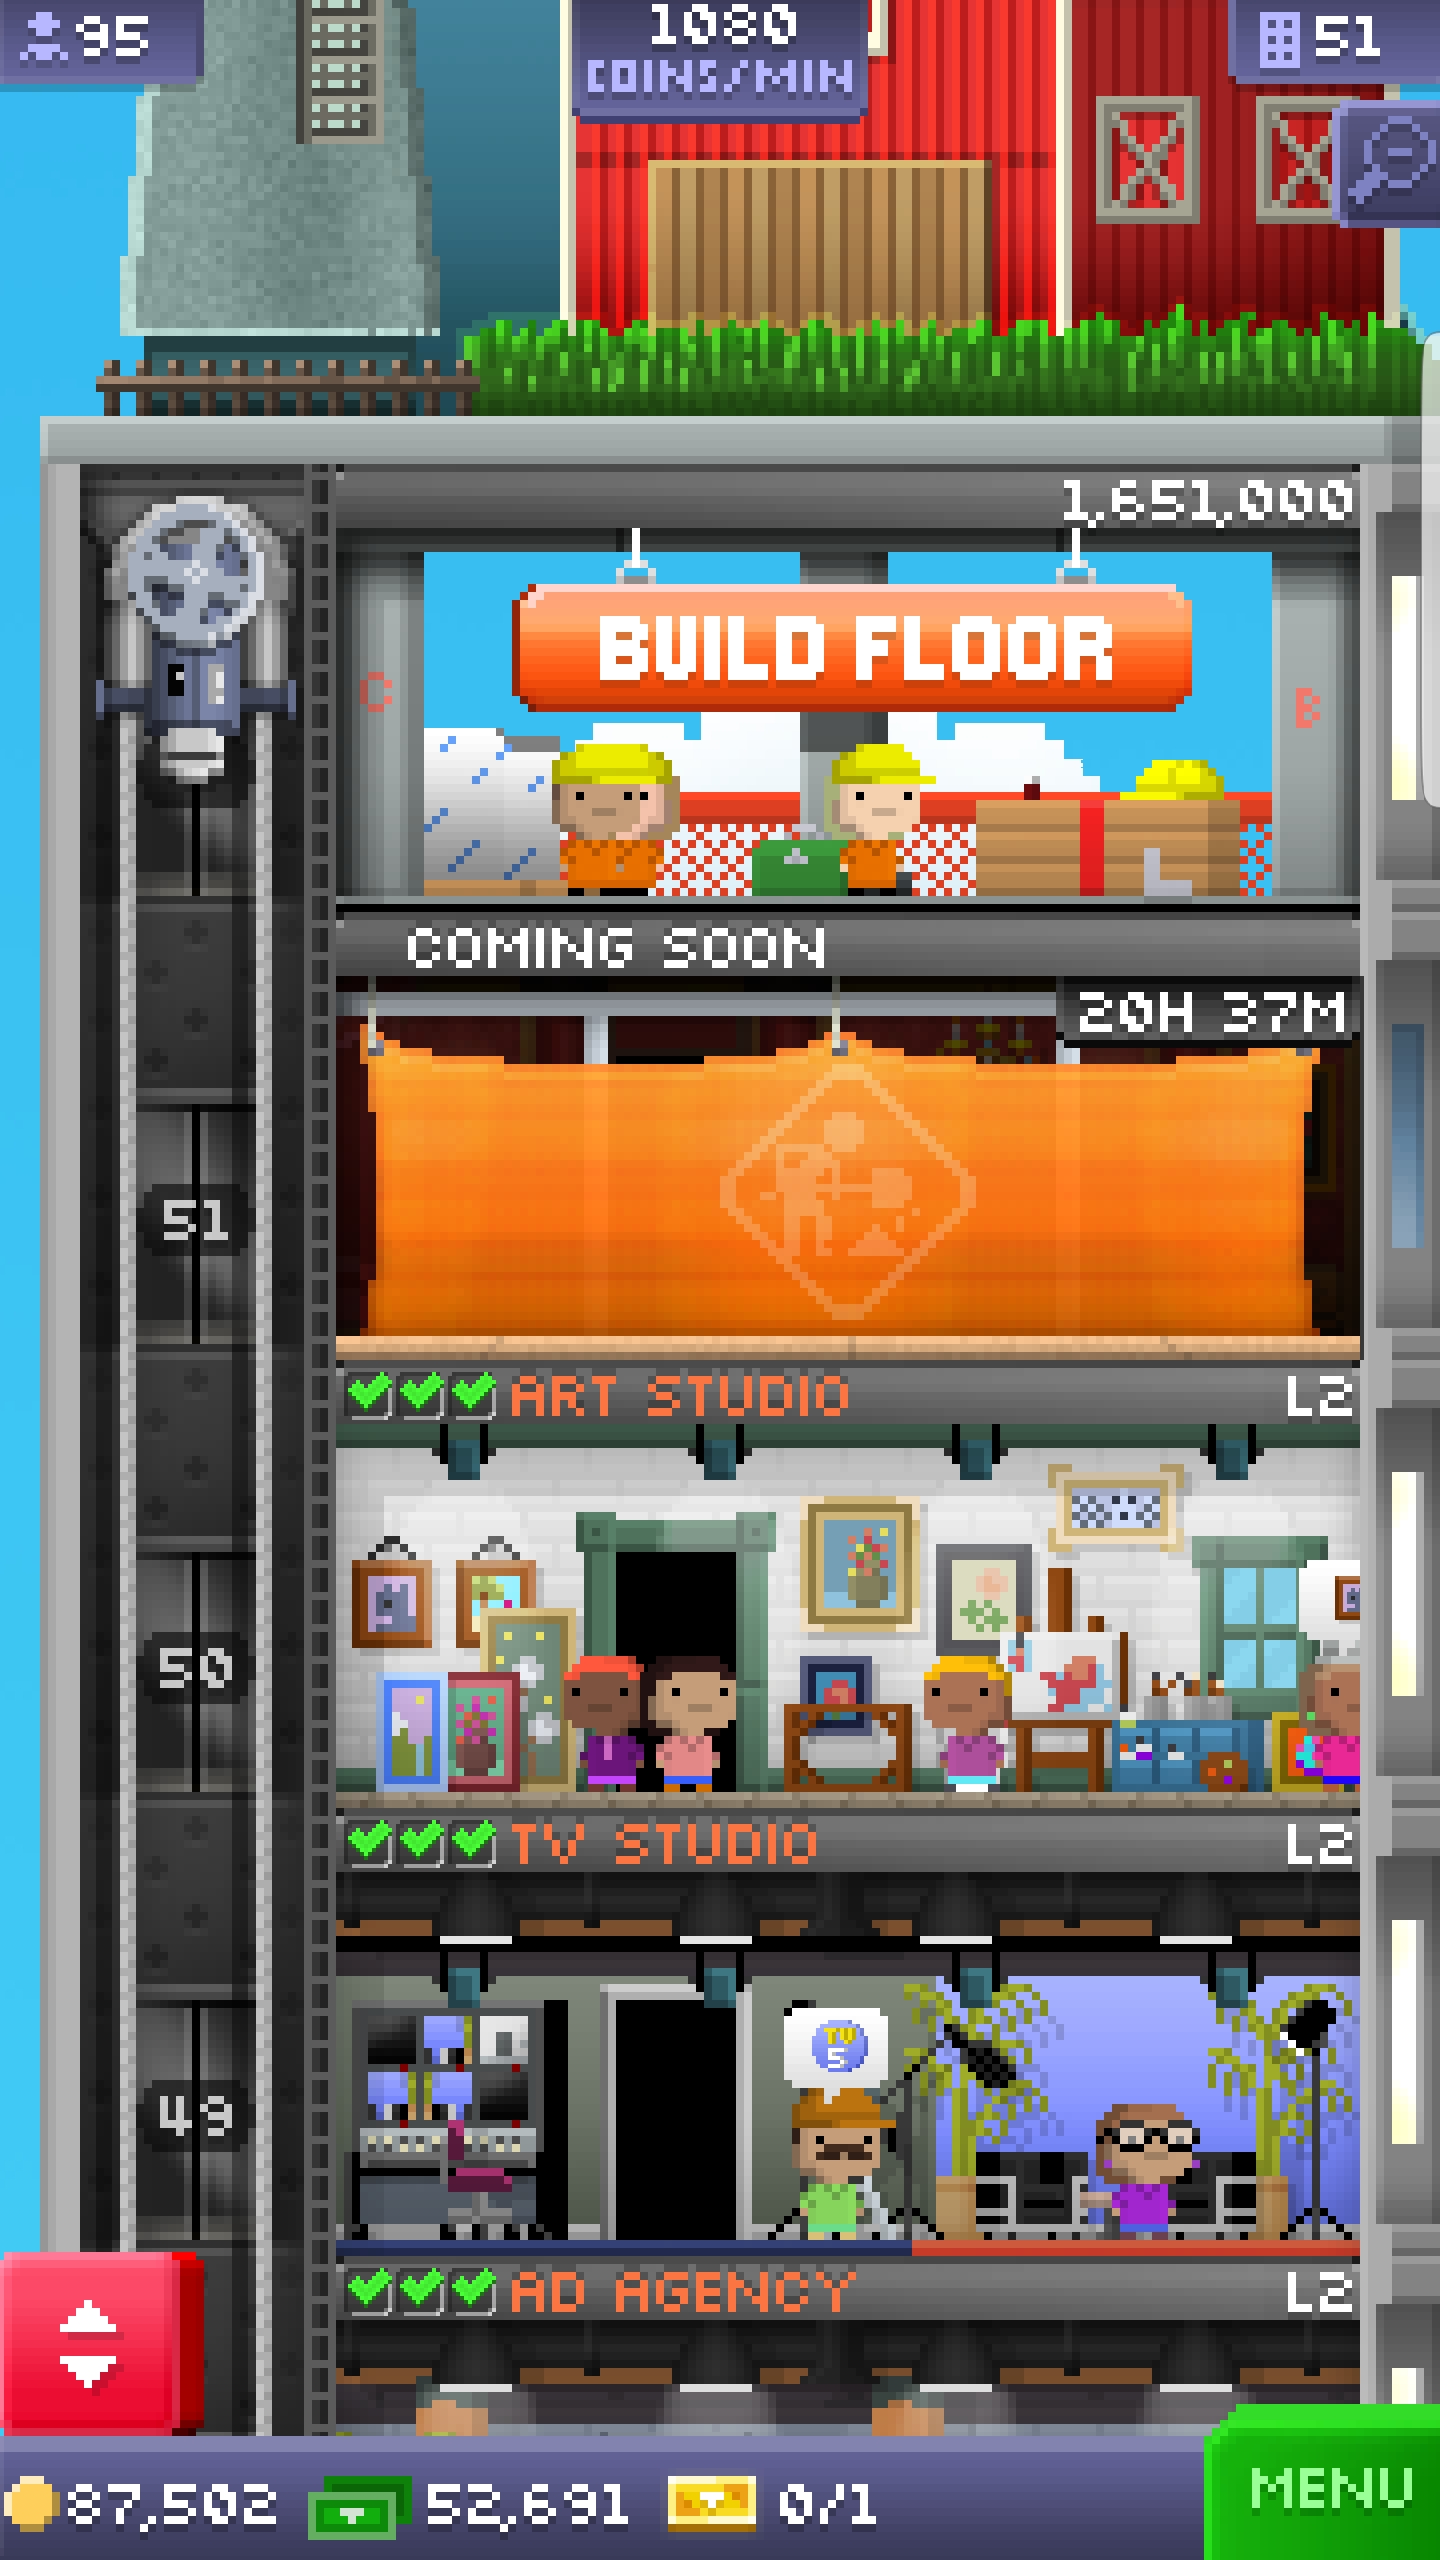 95
1080
COINS/MIN
51
1,651,000
BUILD FLOOR
C
B
COMING SOON
20H 37M
51
ART STUDIO L2
50
TV STUDIO L2
TV
5
49
AD AGENCY L2
87,502 52,691 0/1
MENU